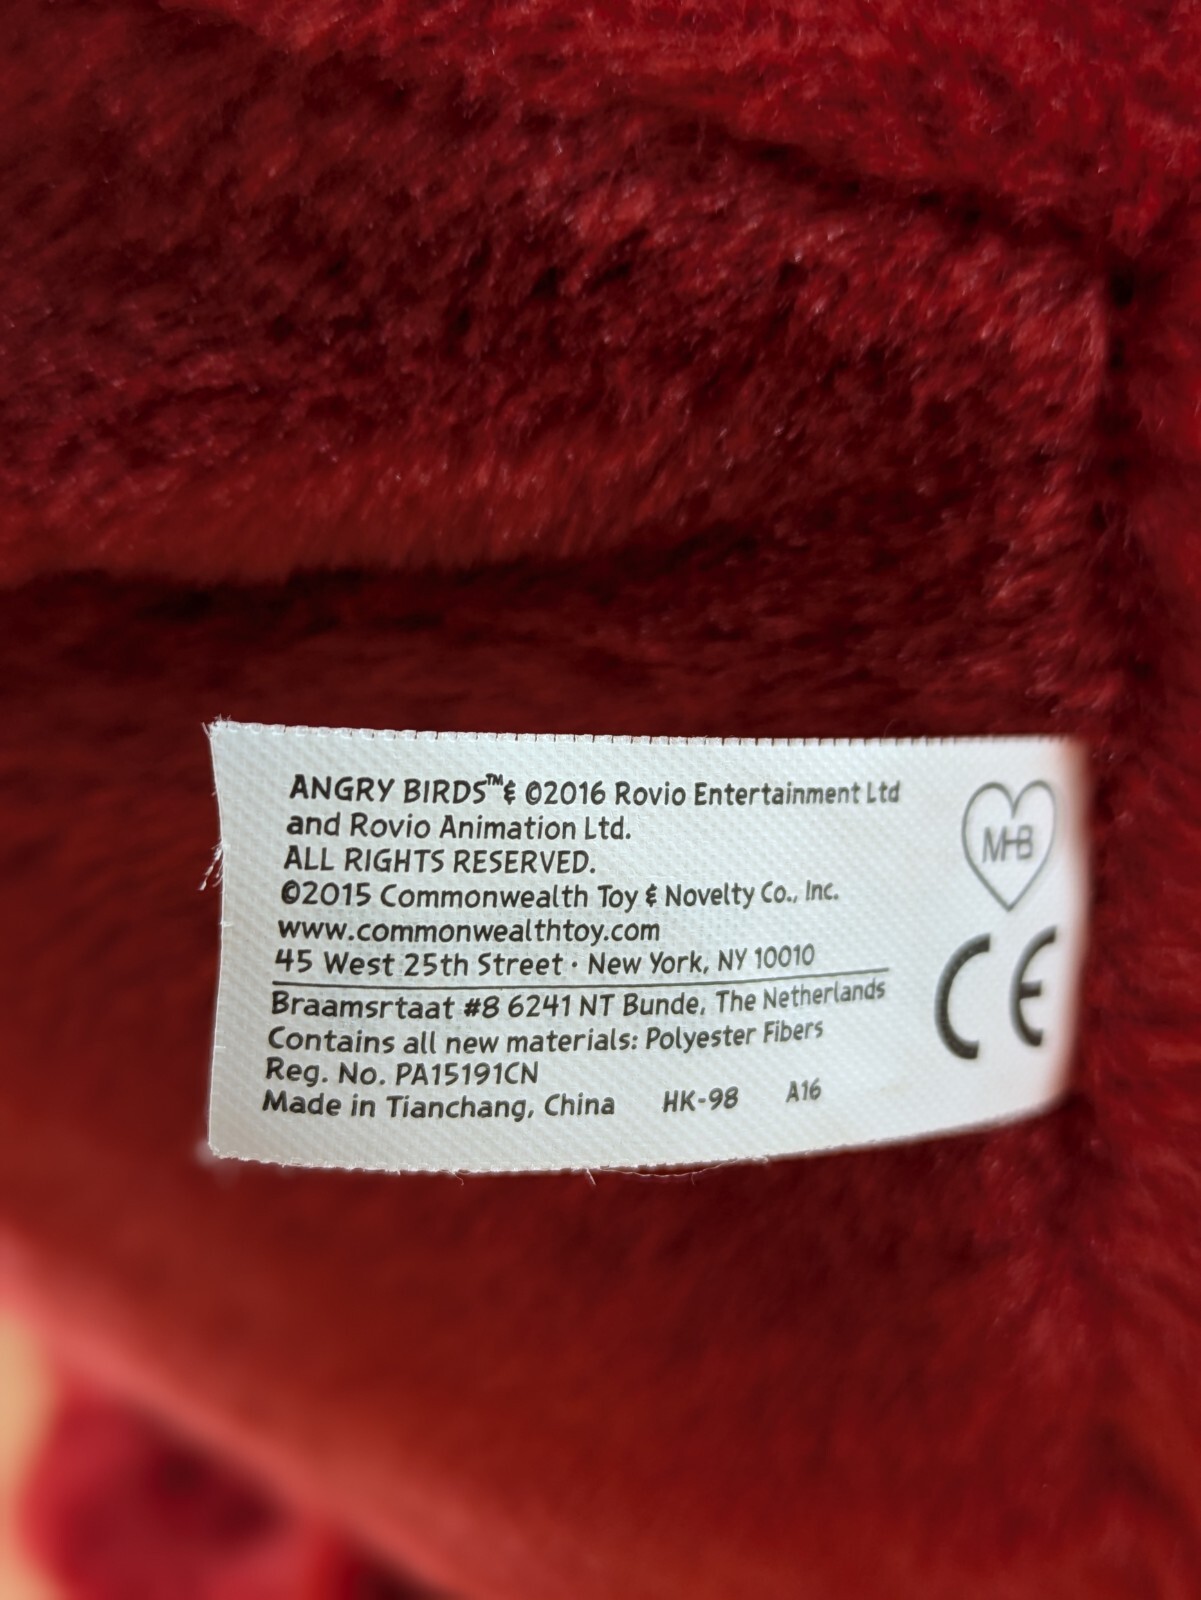 ANGRY BIRDS™& ©2016 Rovio Entertainment Ltd
and Rovio Animation Ltd.
ALL RIGHTS RESERVED.
©2015 Commonwealth Toy & Novelty Co., Inc.
www.commonwealthtoy.com
45 West 25th Street · New York, NY 10010
Braamsrtaat #8 6241 NT Bunde, The Netherlands
Contains all new materials: Polyester Fibers
Reg. No. PA15191CN
Made in Tianchang, China HK-98 A16
MHB
CE